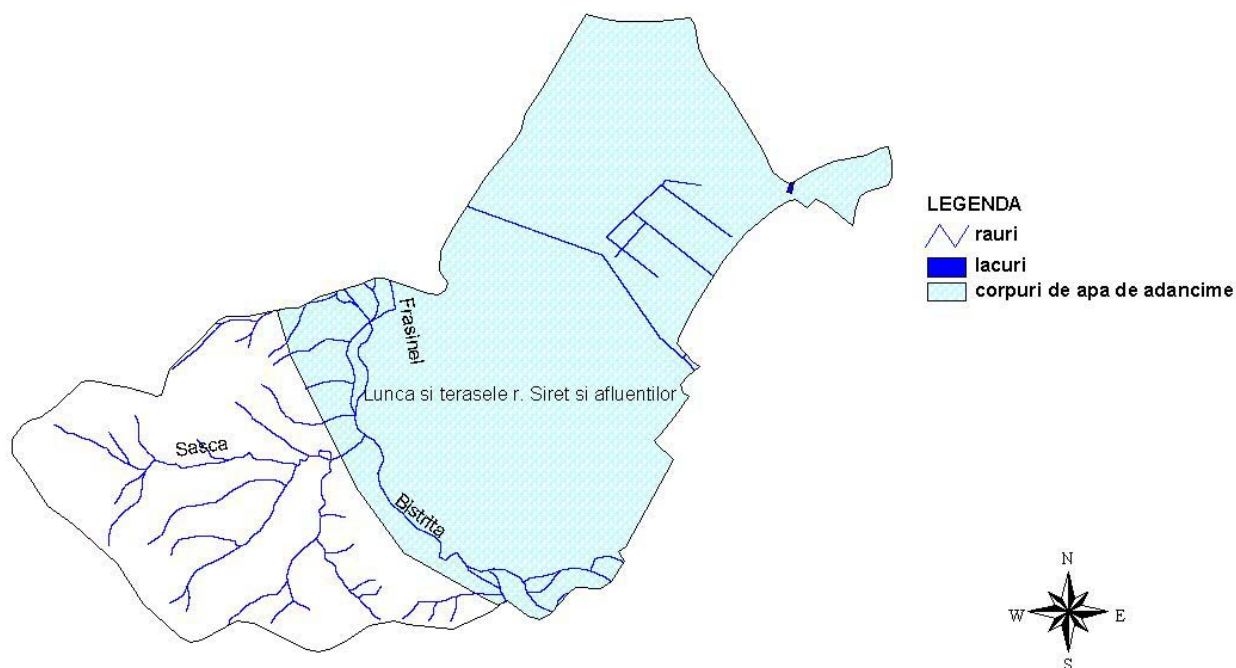 LEGENDA
rauri
lacuri
corpuri de apa de adancime
Frasinel
Lunca si terasele r. Siret si afluentilor
Sasca
Bistrita
N
W
E
S